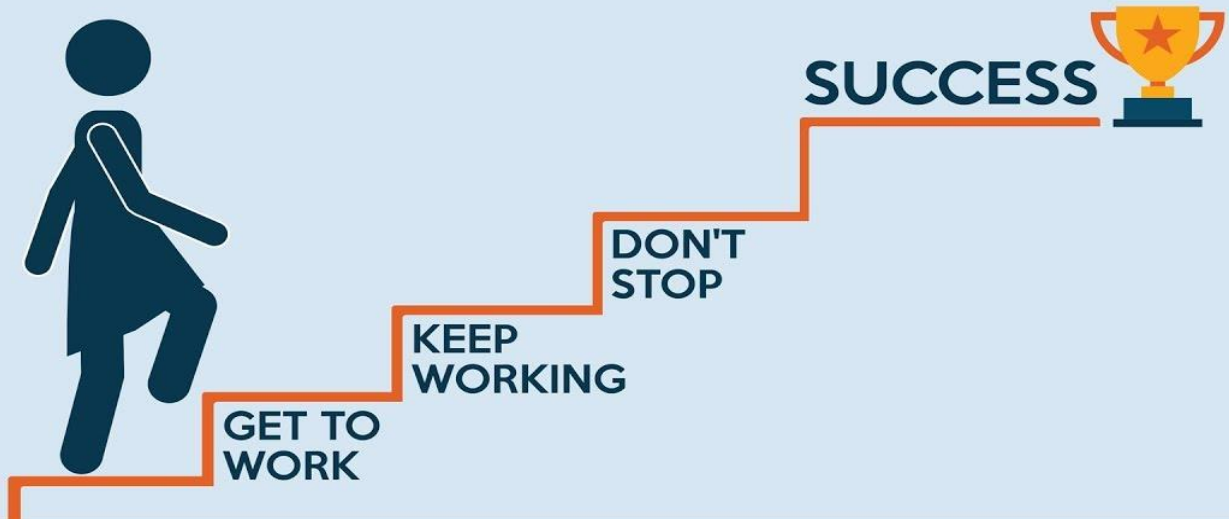 SUCCESS
DON'T
STOP
KEEP
WORKING
GET TO
WORK